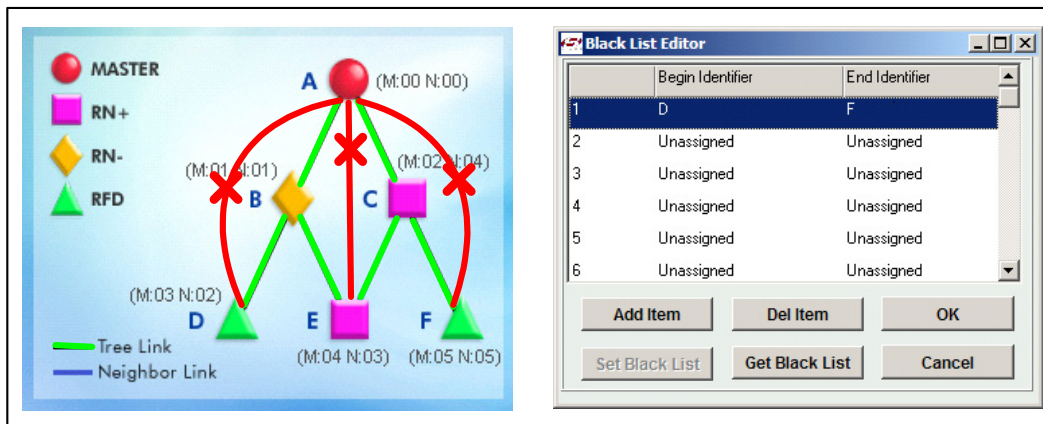 MASTER
RN+
RN-
RFD
A (M:00 N:00)
(M:01 N:01)
(M:02 N:04)
B
C
(M:03 N:02)
D
E
F
(M:04 N:03)
(M:05 N:05)
Tree Link
Neighbor Link
Black List Editor
Begin Identifier End Identifier
1 D F
2 Unassigned Unassigned
3 Unassigned Unassigned
4 Unassigned Unassigned
5 Unassigned Unassigned
6 Unassigned Unassigned
Add Item Del Item OK
Set Black List Get Black List Cancel